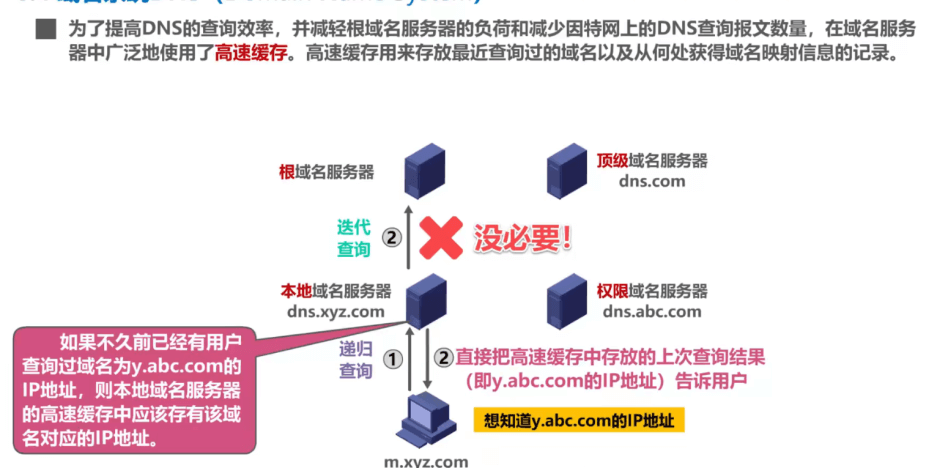 为了提高DNS的查询效率，并减轻根域名服务器的负荷和减少因特网上的DNS查询报文数量，在域名服务
器中广泛地使用了高速缓存。高速缓存用来存放最近查询过的域名以及从何处获得域名映射信息的记录。
根域名服务器
顶级域名服务器
dns.com
迭代
查询
②
没必要！
本地域名服务器
dns.xyz.com
权限域名服务器
dns.abc.com
如果不久前已经有用户
查询过域名为y.abc.com的
IP地址，则本地域名服务器
的高速缓存中应该存有该域
名对应的IP地址。
递归
查询
①
②直接把高速缓存中存放的上次查询结果
（即y.abc.com的IP地址）告诉用户
想知道y.abc.com的IP地址
m.xyz.com